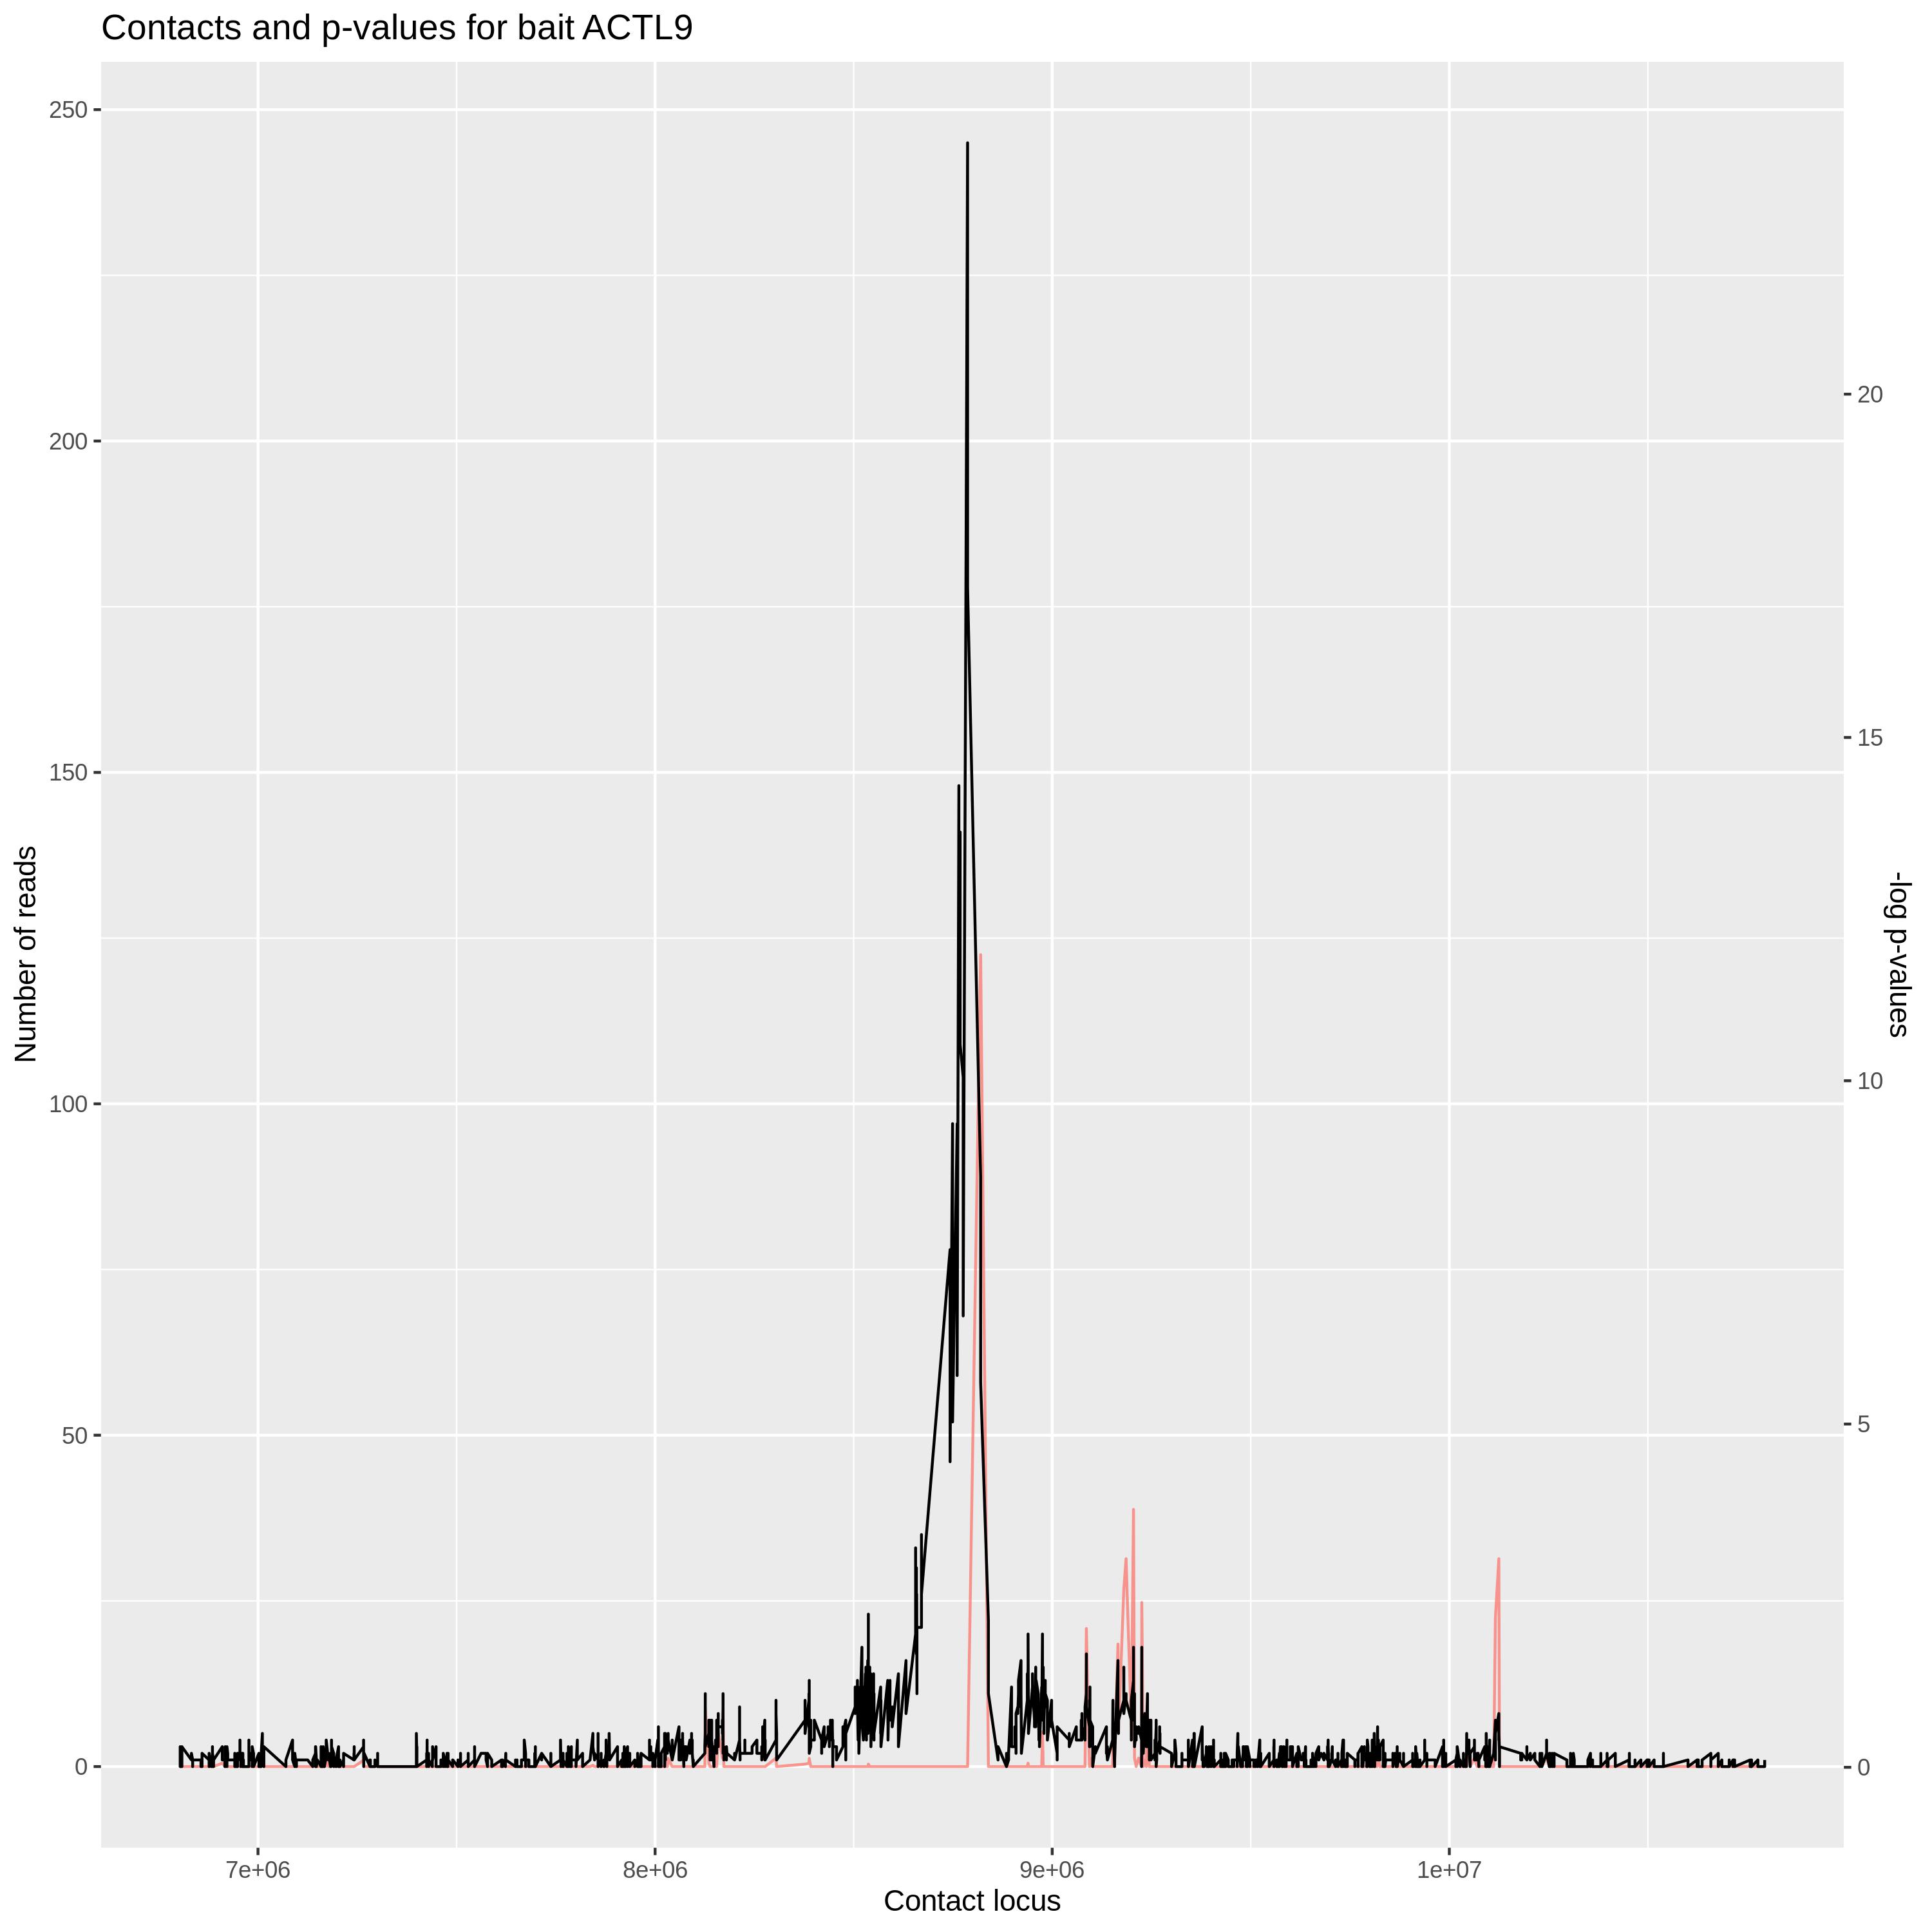 Contacts and p-values for bait ACTL9
250
200
150
100
50
0
Number of reads
20
15
10
5
0
-log p-values
7e+06
8e+06
9e+06
1e+07
Contact locus